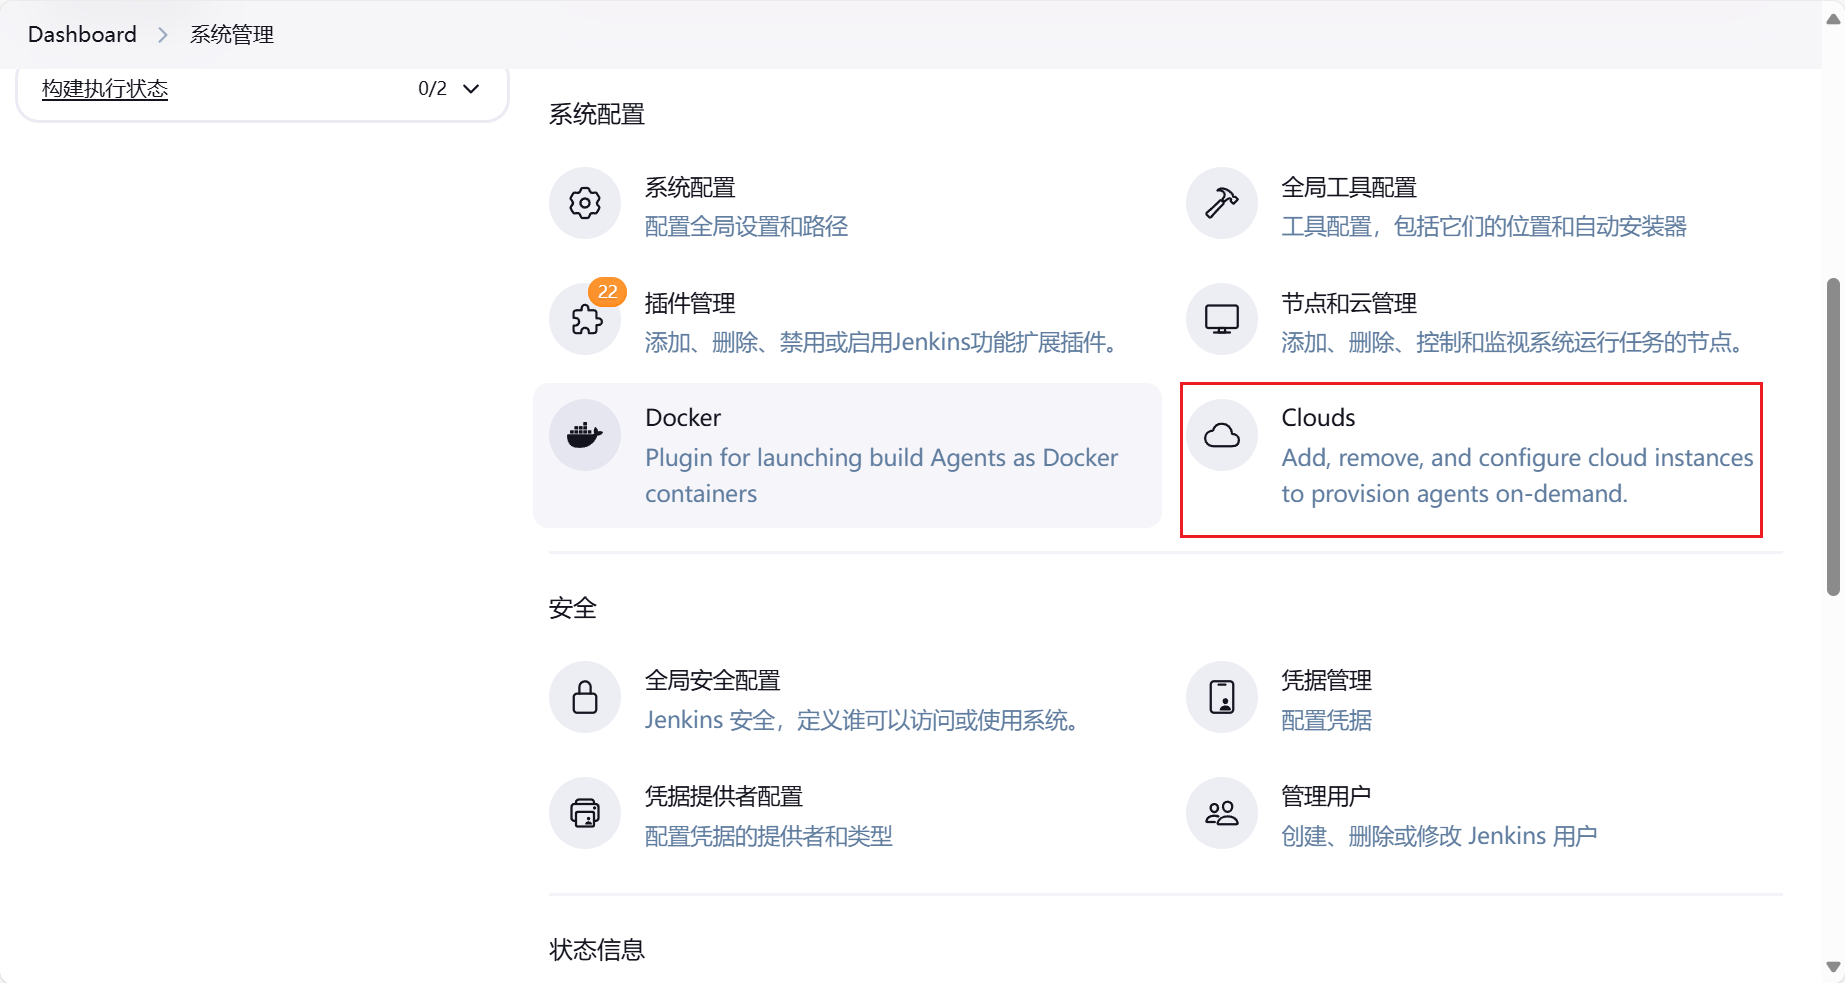 Dashboard 系统管理
构建执行状态 0/2
系统配置
系统配置
配置全局设置和路径
全局工具配置
工具配置，包括它们的位置和自动安装器
22
插件管理
添加、删除、禁用或启用Jenkins功能扩展插件。
节点和云管理
添加、删除、控制和监视系统运行任务的节点。
Docker
Plugin for launching build Agents as Docker
containers
Clouds
Add, remove, and configure cloud instances
to provision agents on-demand.
安全
全局安全配置
Jenkins 安全，定义谁可以访问或使用系统。
凭据管理
配置凭据
凭据提供者配置
配置凭据的提供者和类型
管理用户
创建、删除或修改 Jenkins 用户
状态信息